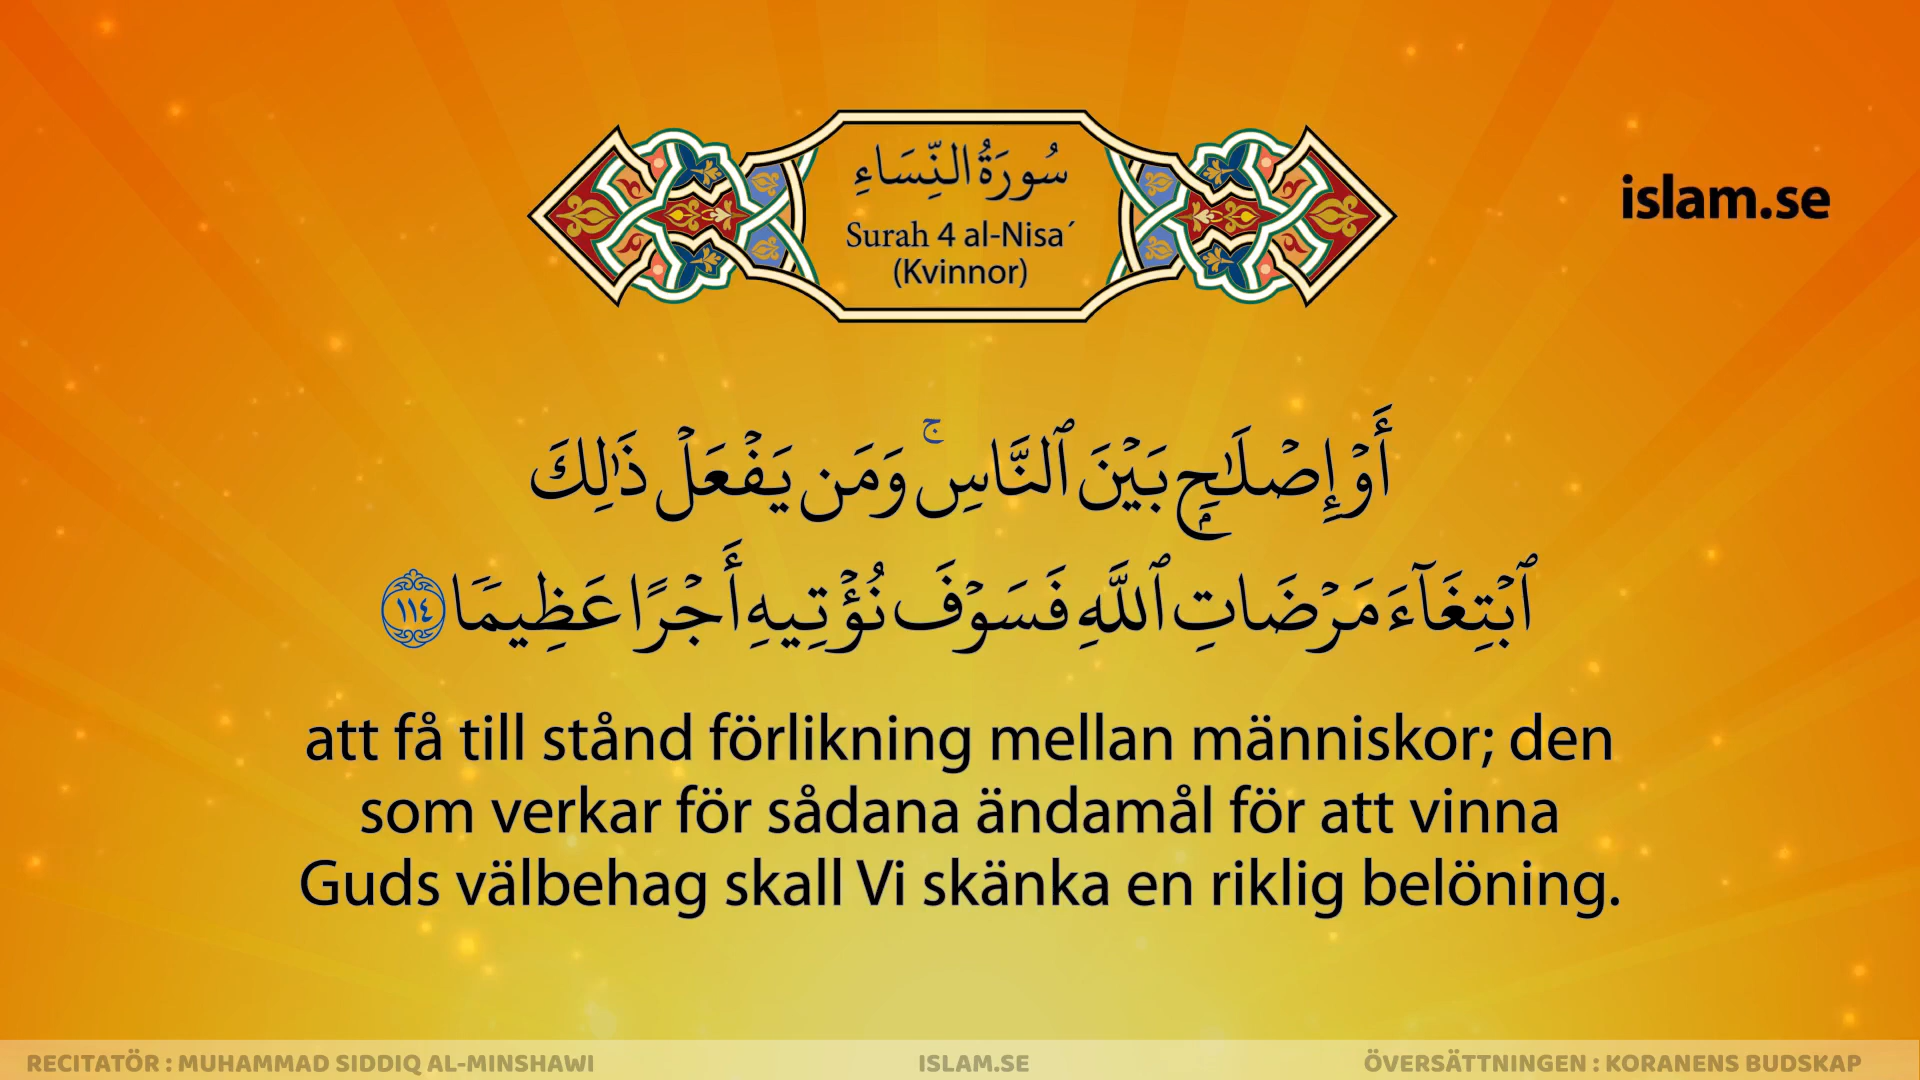 سُورَةُ النِّسَاءِ
Surah 4 al-Nisa´
(Kvinnor)
islam.se
أَوۡ إِصۡلَٰحِۭ بَيۡنَ ٱلنَّاسِۚ وَمَن يَفۡعَلۡ ذَٰلِكَ
ٱبۡتِغَآءَ مَرۡضَاتِ ٱللَّهِ فَسَوۡفَ نُؤۡتِيهِ أَجۡرًا عَظِيمٗا ١١٤
att få till stånd förlikning mellan människor; den
som verkar för sådana ändamål för att vinna
Guds välbehag skall Vi skänka en riklig belöning.
RECITATÖR : MUHAMMAD SIDDIQ AL-MINSHAWI
ISLAM.SE
ÖVERSÄTTNINGEN : KORANENS BUDSKAP